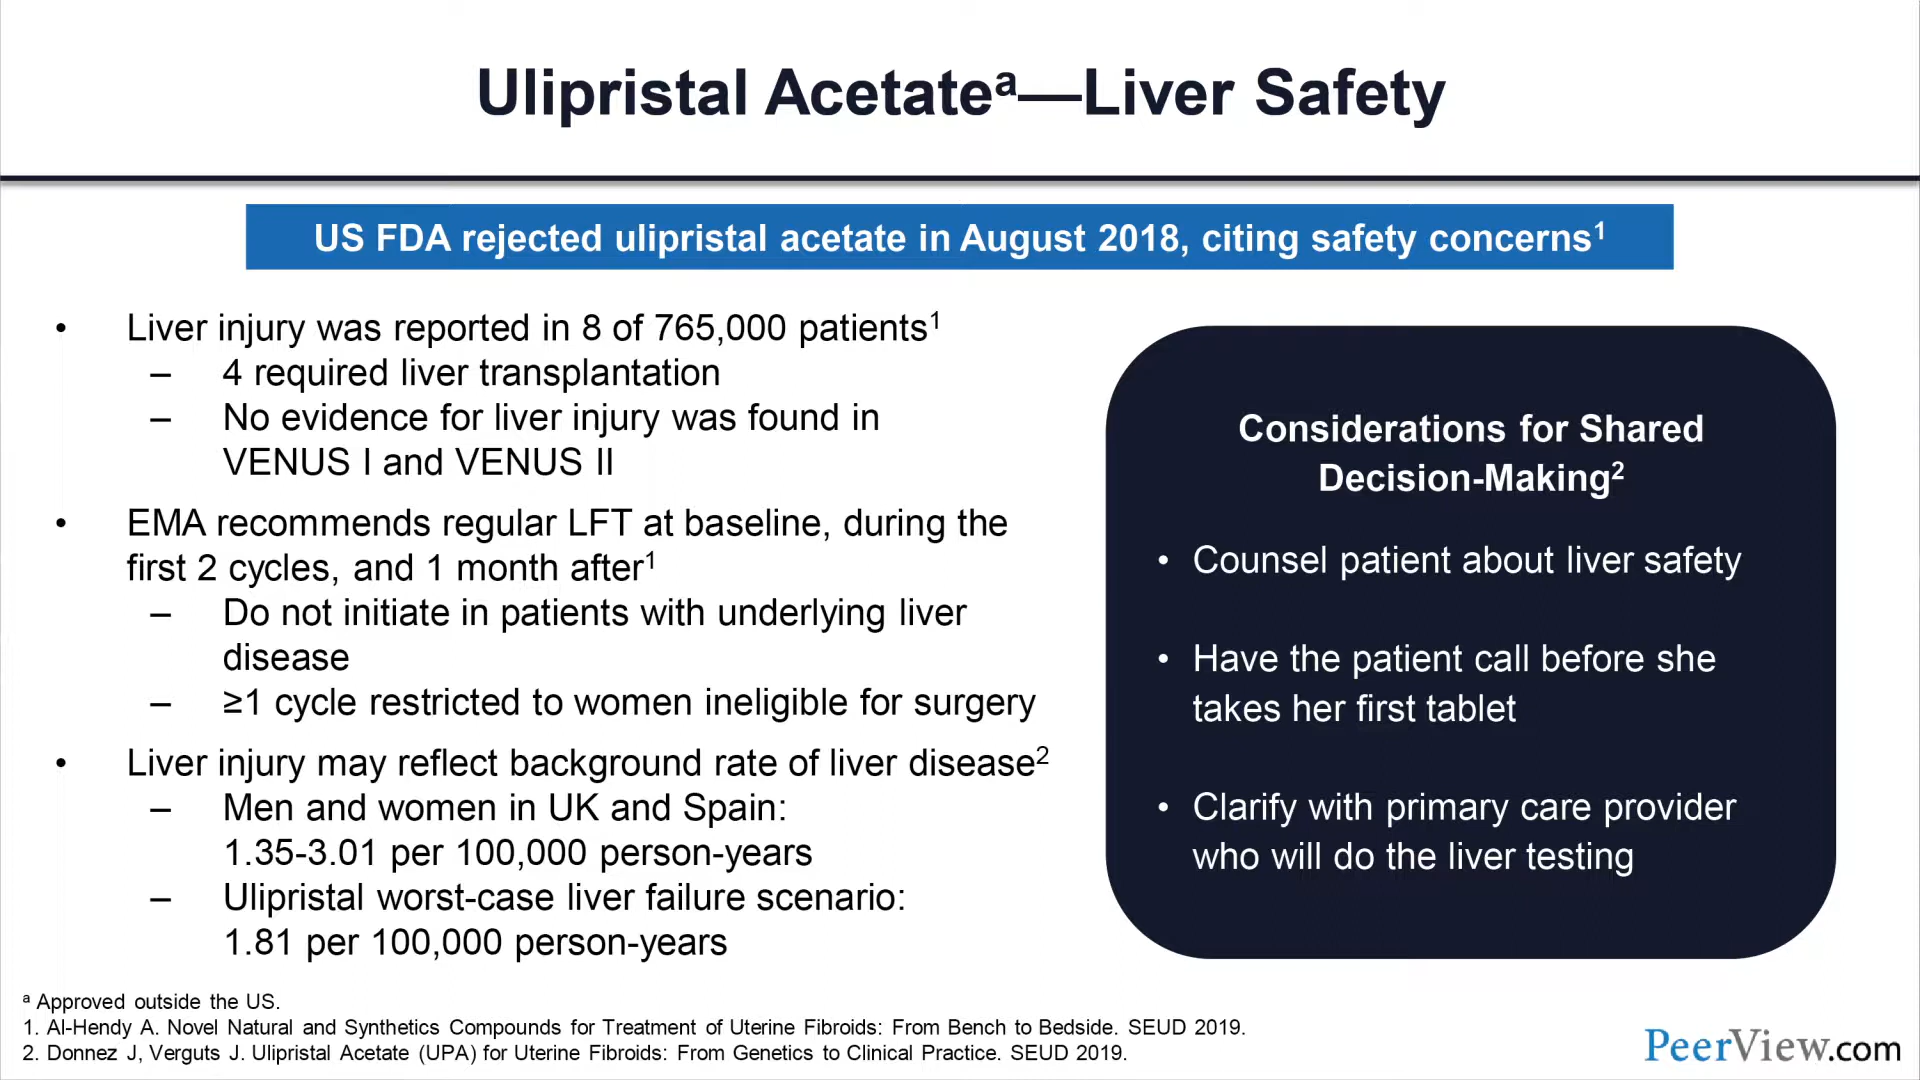 Ulipristal Acetateᵃ—Liver Safety
US FDA rejected ulipristal acetate in August 2018, citing safety concerns¹
• Liver injury was reported in 8 of 765,000 patients¹
– 4 required liver transplantation
– No evidence for liver injury was found in
VENUS I and VENUS II
• EMA recommends regular LFT at baseline, during the
first 2 cycles, and 1 month after¹
– Do not initiate in patients with underlying liver
disease
– ≥1 cycle restricted to women ineligible for surgery
• Liver injury may reflect background rate of liver disease²
– Men and women in UK and Spain:
1.35-3.01 per 100,000 person-years
– Ulipristal worst-case liver failure scenario:
1.81 per 100,000 person-years
Considerations for Shared
Decision-Making²
• Counsel patient about liver safety
• Have the patient call before she
takes her first tablet
• Clarify with primary care provider
who will do the liver testing
ᵃ Approved outside the US.
1. Al-Hendy A. Novel Natural and Synthetics Compounds for Treatment of Uterine Fibroids: From Bench to Bedside. SEUD 2019.
2. Donnez J, Verguts J. Ulipristal Acetate (UPA) for Uterine Fibroids: From Genetics to Clinical Practice. SEUD 2019.
PeerView.com